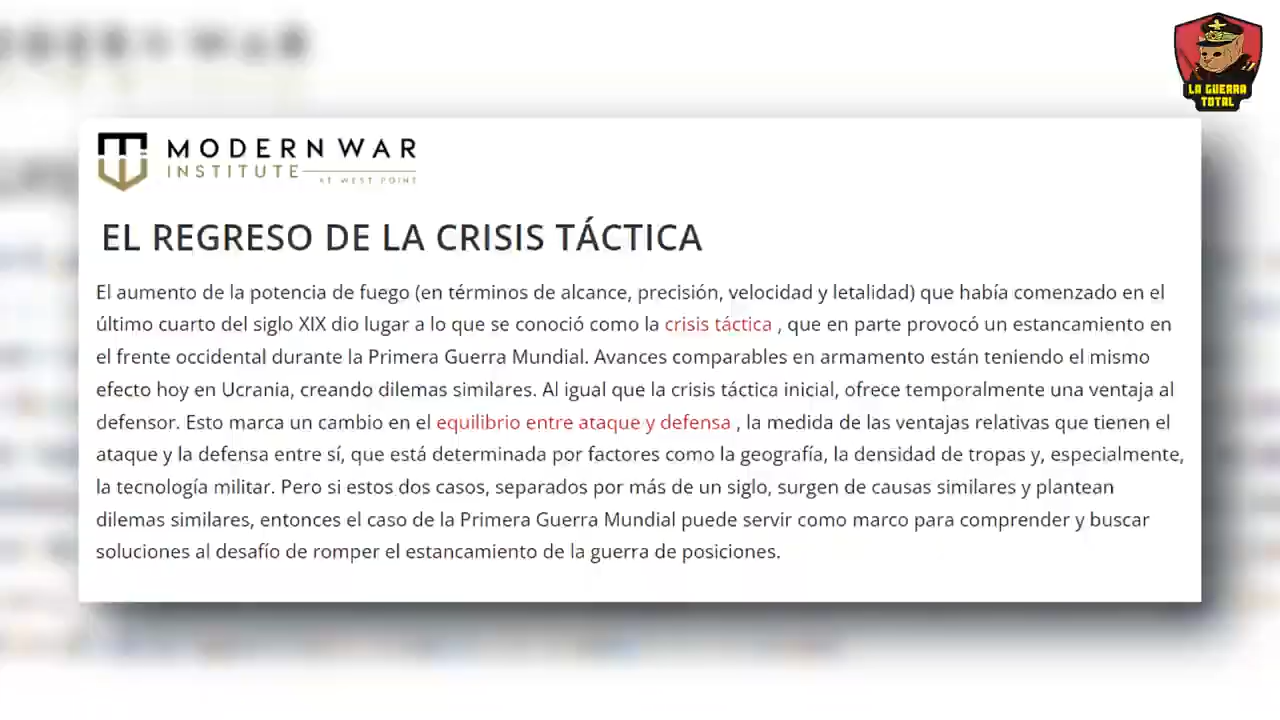 LA GUERRA
TOTAL
MODERN WAR
INSTITUTE
AT WEST POINT
EL REGRESO DE LA CRISIS TÁCTICA
El aumento de la potencia de fuego (en términos de alcance, precisión, velocidad y letalidad) que había comenzado en el
último cuarto del siglo XIX dio lugar a lo que se conoció como la crisis táctica , que en parte provocó un estancamiento en
el frente occidental durante la Primera Guerra Mundial. Avances comparables en armamento están teniendo el mismo
efecto hoy en Ucrania, creando dilemas similares. Al igual que la crisis táctica inicial, ofrece temporalmente una ventaja al
defensor. Esto marca un cambio en el equilibrio entre ataque y defensa , la medida de las ventajas relativas que tienen el
ataque y la defensa entre sí, que está determinada por factores como la geografía, la densidad de tropas y, especialmente,
la tecnología militar. Pero si estos dos casos, separados por más de un siglo, surgen de causas similares y plantean
dilemas similares, entonces el caso de la Primera Guerra Mundial puede servir como marco para comprender y buscar
soluciones al desafío de romper el estancamiento de la guerra de posiciones.